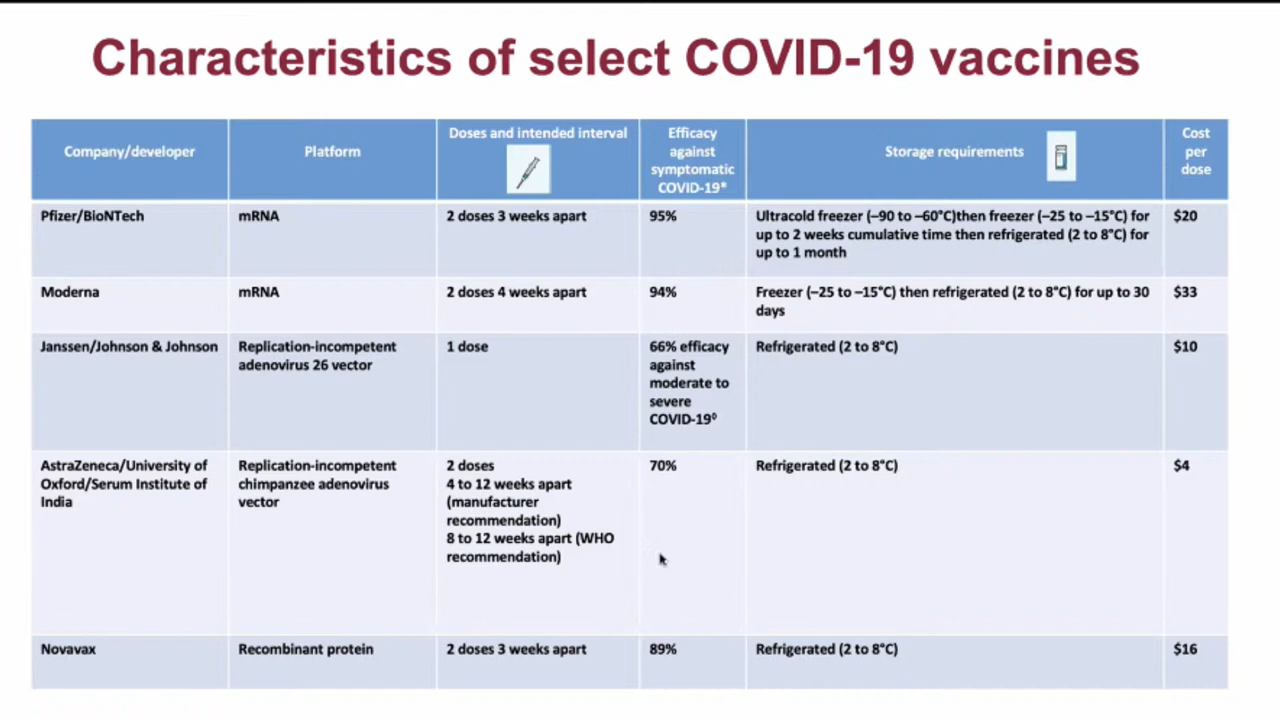 Characteristics of select COVID-19 vaccines
Company/developer
Platform
Doses and intended interval
Efficacy
against
symptomatic
COVID-19*
Storage requirements
Cost
per
dose
Pfizer/BioNTech
mRNA
2 doses 3 weeks apart
95%
Ultracold freezer (–90 to –60°C)then freezer (–25 to –15°C) for
up to 2 weeks cumulative time then refrigerated (2 to 8°C) for
up to 1 month
$20
Moderna
mRNA
2 doses 4 weeks apart
94%
Freezer (–25 to –15°C) then refrigerated (2 to 8°C) for up to 30
days
$33
Janssen/Johnson & Johnson
Replication-incompetent
adenovirus 26 vector
1 dose
66% efficacy
against
moderate to
severe
COVID-19◊
Refrigerated (2 to 8°C)
$10
AstraZeneca/University of
Oxford/Serum Institute of
India
Replication-incompetent
chimpanzee adenovirus
vector
2 doses
4 to 12 weeks apart
(manufacturer
recommendation)
8 to 12 weeks apart (WHO
recommendation)
70%
Refrigerated (2 to 8°C)
$4
Novavax
Recombinant protein
2 doses 3 weeks apart
89%
Refrigerated (2 to 8°C)
$16